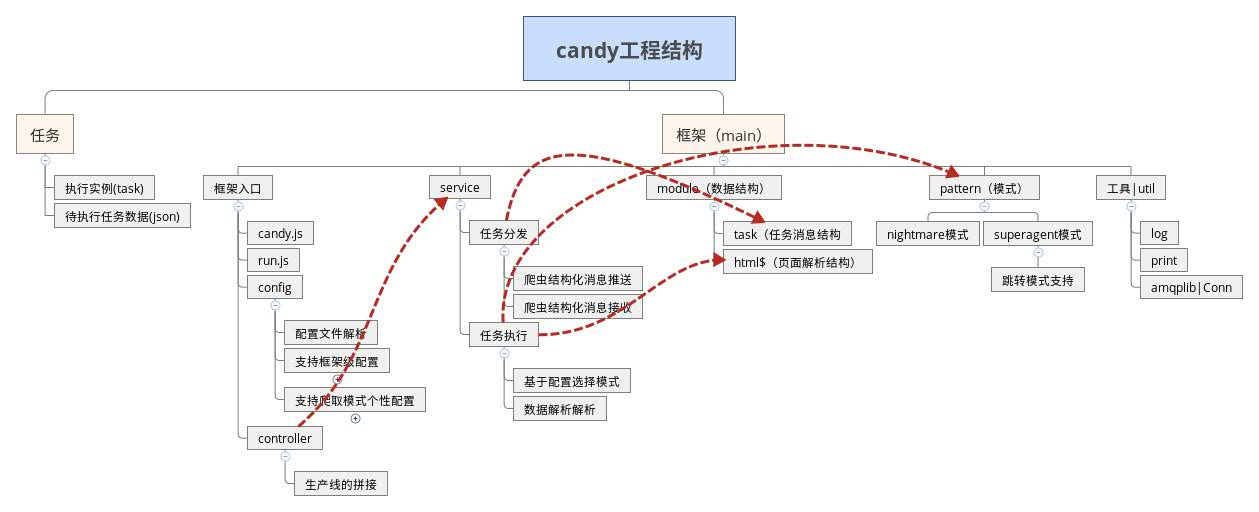 candy工程结构
任务
执行实例(task)
待执行任务数据(json)
框架（main）
框架入口
candy.js
run.js
config
配置文件解析
支持框架级配置
支持爬取模式个性配置
controller
生产线的拼接
service
任务分发
爬虫结构化消息推送
爬虫结构化消息接收
任务执行
基于配置选择模式
数据解析解析
module（数据结构）
task（任务消息结构
html$（页面解析结构）
pattern（模式）
nightmare模式
superagent模式
跳转模式支持
工具|util
log
print
amqplib|Conn